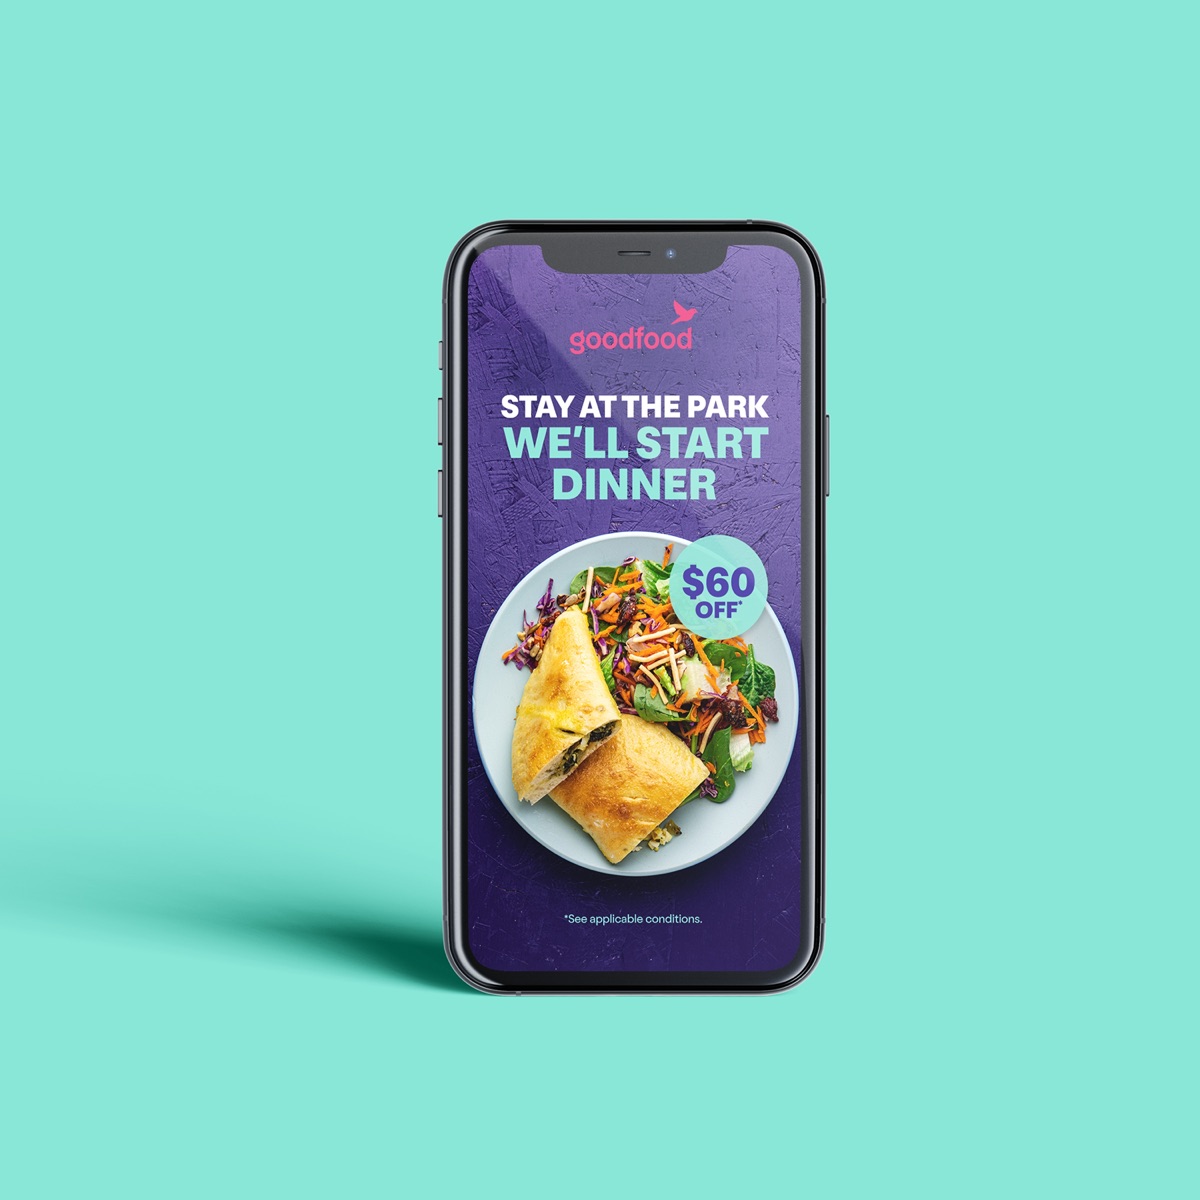 goodfood
STAY AT THE PARK
WE'LL START
DINNER
$60
OFF*
*See applicable conditions.